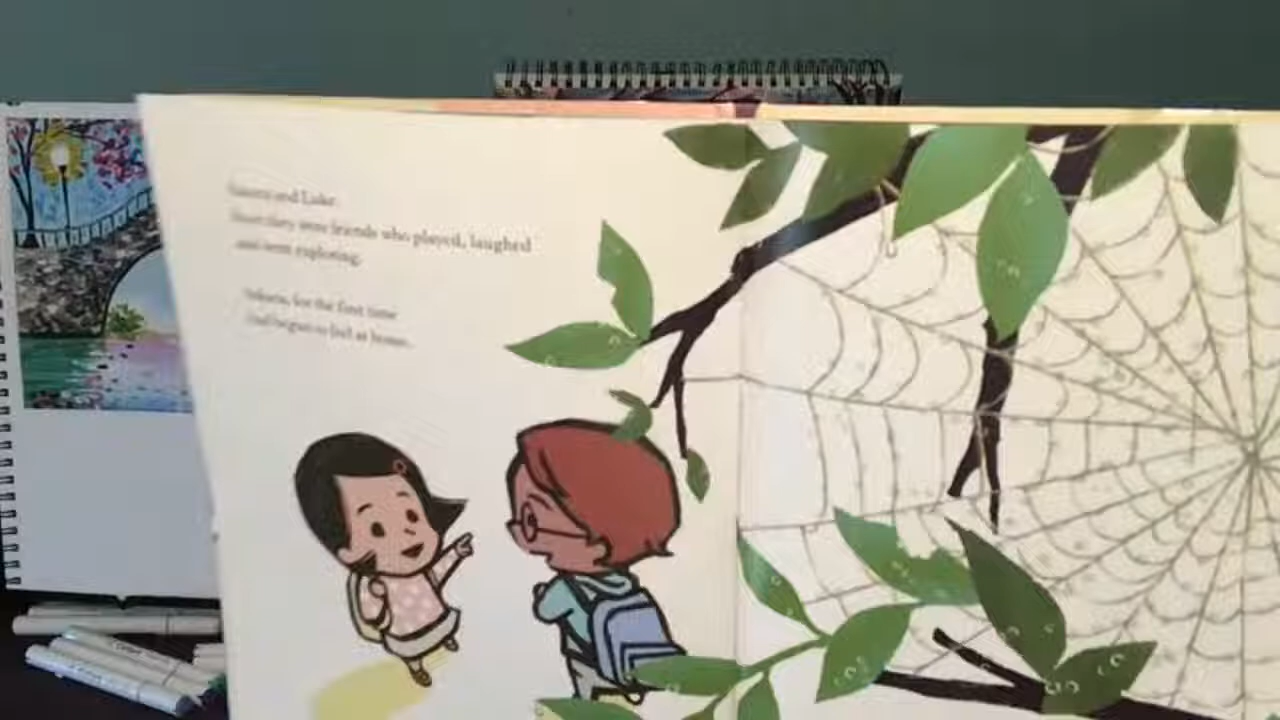 and Luke.
they were friends who played, laughed
and went exploring.
for the first time
had begun to feel at home.